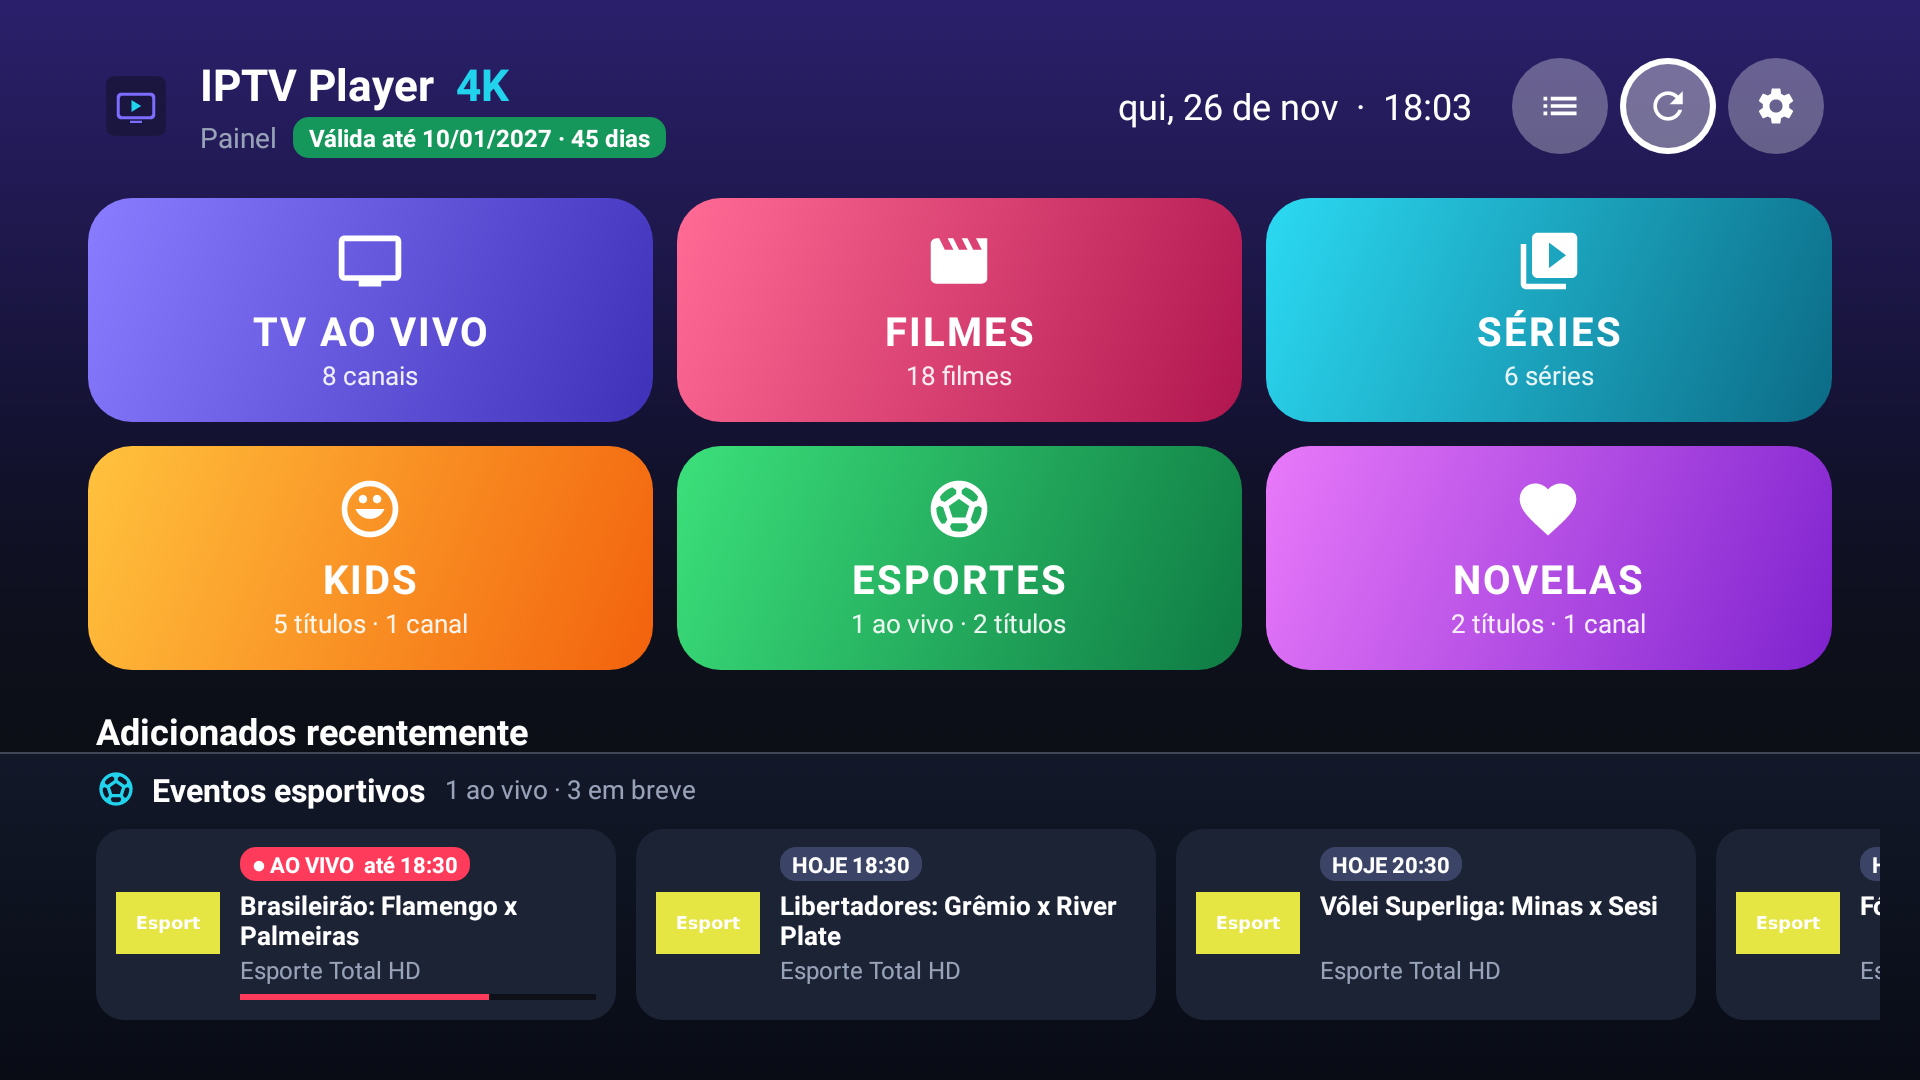 IPTV Player 4K
Painel
Válida até 10/01/2027 · 45 dias
qui, 26 de nov · 18:03
TV AO VIVO
8 canais
FILMES
18 filmes
SÉRIES
6 séries
KIDS
5 títulos · 1 canal
ESPORTES
1 ao vivo · 2 títulos
NOVELAS
2 títulos · 1 canal
Adicionados recentemente
Eventos esportivos
1 ao vivo · 3 em breve
Esport
● AO VIVO até 18:30
Brasileirão: Flamengo x
Palmeiras
Esporte Total HD
Esport
HOJE 18:30
Libertadores: Grêmio x River
Plate
Esporte Total HD
Esport
HOJE 20:30
Vôlei Superliga: Minas x Sesi
Esporte Total HD
Esport